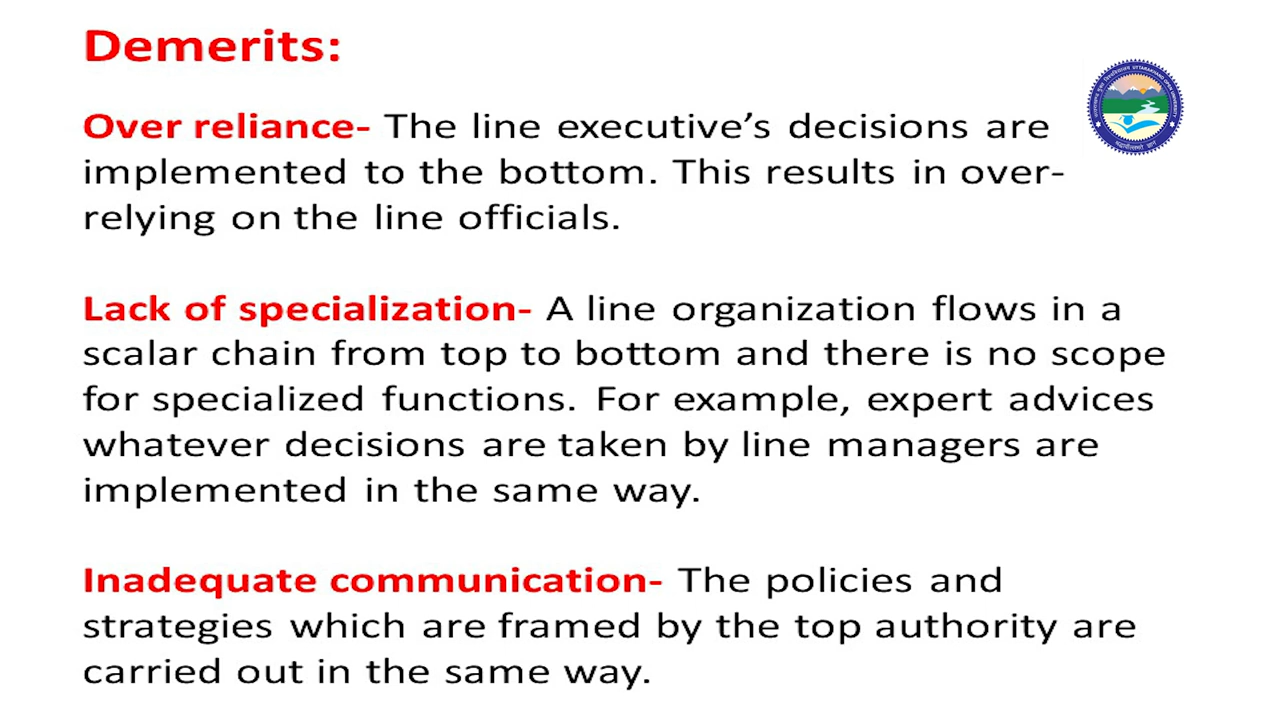 Demerits:
Over reliance- The line executive’s decisions are
implemented to the bottom. This results in over-
relying on the line officials.
Lack of specialization- A line organization flows in a
scalar chain from top to bottom and there is no scope
for specialized functions. For example, expert advices
whatever decisions are taken by line managers are
implemented in the same way.
Inadequate communication- The policies and
strategies which are framed by the top authority are
carried out in the same way.